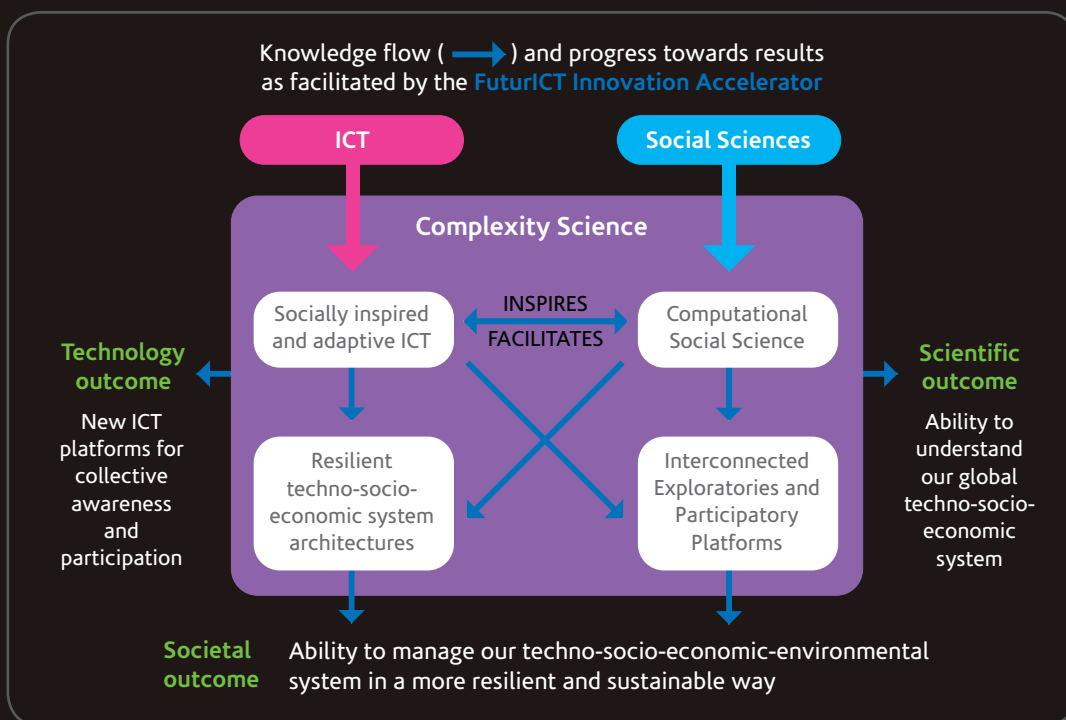 Knowledge flow ( ) and progress towards results
as facilitated by the FuturICT Innovation Accelerator
ICT
Social Sciences
Complexity Science
Socially inspired
and adaptive ICT
INSPIRES
FACILITATES
Computational
Social Science
Technology
outcome
New ICT
platforms for
collective
awareness
and
participation
Resilient
techno-socio-
economic system
architectures
Interconnected
Exploratories and
Participatory
Platforms
Scientific
outcome
Ability to
understand
our global
techno-socio-
economic
system
Societal
outcome
Ability to manage our techno-socio-economic-environmental
system in a more resilient and sustainable way